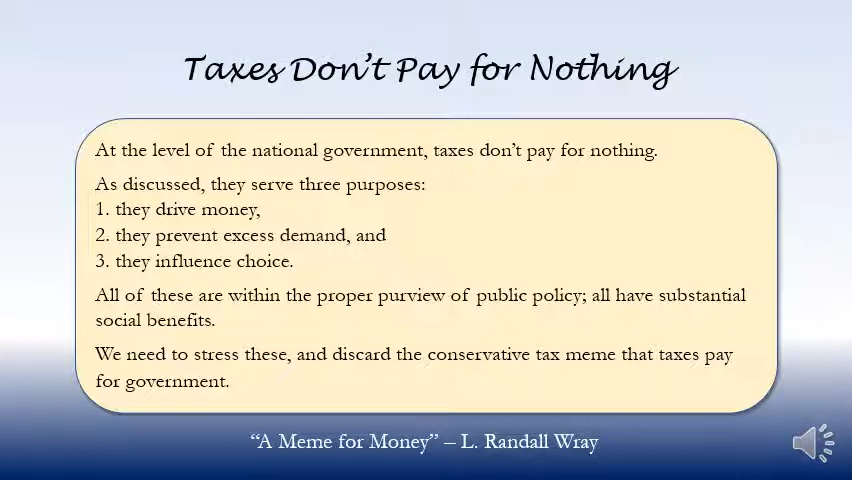 Taxes Don't Pay for Nothing
At the level of the national government, taxes don't pay for nothing.
As discussed, they serve three purposes:
1. they drive money,
2. they prevent excess demand, and
3. they influence choice.
All of these are within the proper purview of public policy; all have substantial
social benefits.
We need to stress these, and discard the conservative tax meme that taxes pay
for government.
“A Meme for Money” – L. Randall Wray